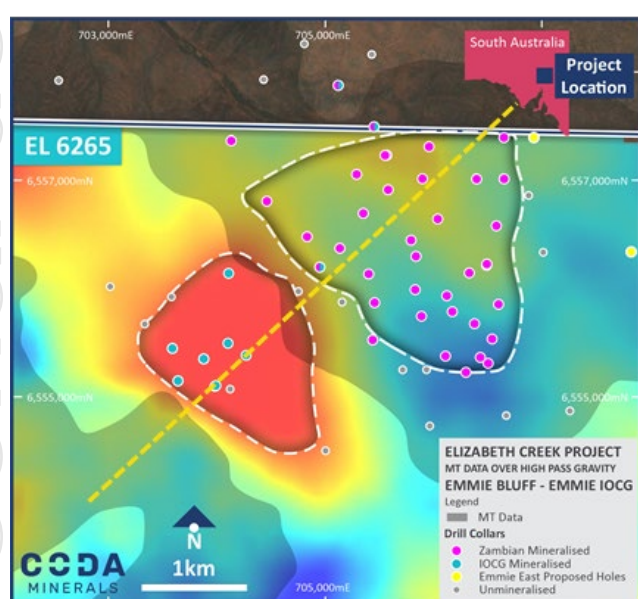 703,000mE
705,000mE
South Australia
Project
Location
EL 6265
6,557,000mN
6,557,000mN
6,555,000mN
6,555,000mN
ELIZABETH CREEK PROJECT
MT DATA OVER HIGH PASS GRAVITY
EMMIE BLUFF - EMMIE IOCG
Legend
MT Data
Drill Collars
Zambian Mineralised
IOCG Mineralised
Emmie East Proposed Holes
Unmineralised
N
1km
CODA
MINERALS
705,000mE